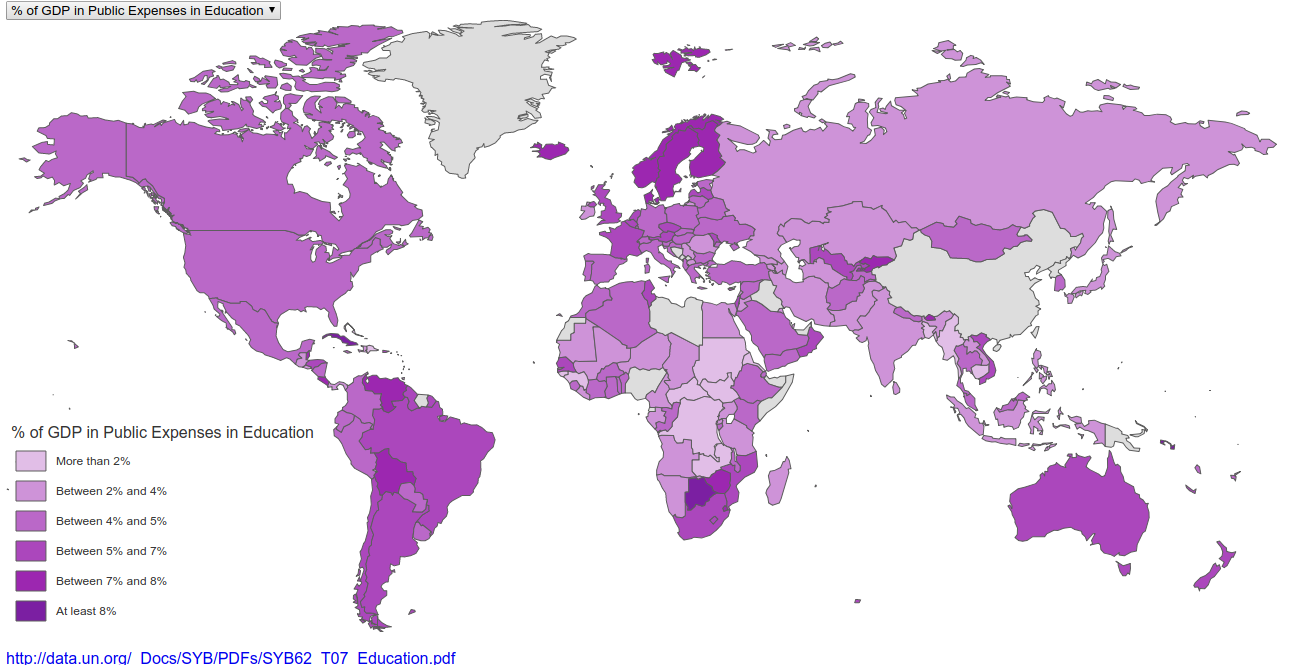 % of GDP in Public Expenses in Education ▼
% of GDP in Public Expenses in Education
More than 2%
Between 2% and 4%
Between 4% and 5%
Between 5% and 7%
Between 7% and 8%
At least 8%
http://data.un.org/_Docs/SYB/PDFs/SYB62_T07_Education.pdf